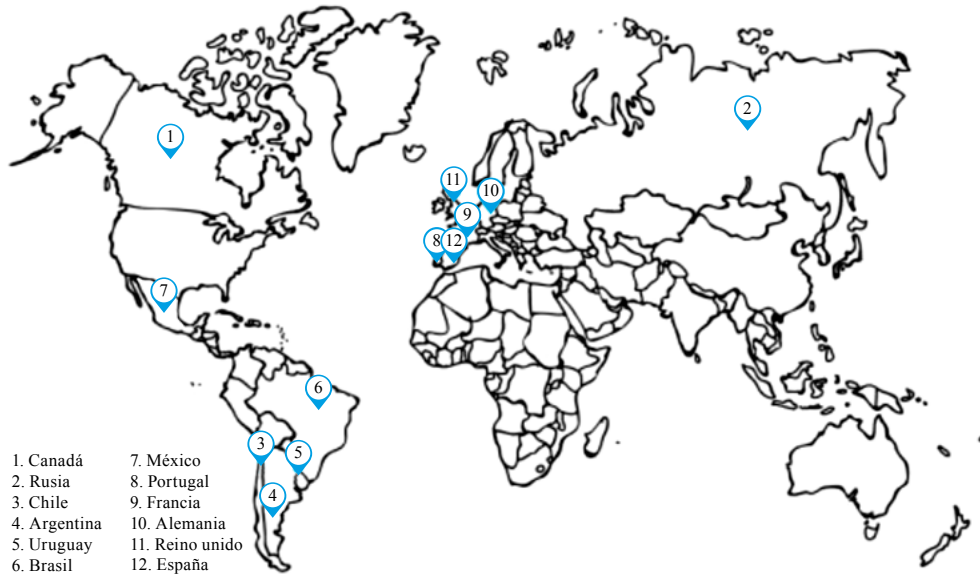 1
2
11
10
9
8
12
7
6
3
5
4
1. Canadá
2. Rusia
3. Chile
4. Argentina
5. Uruguay
6. Brasil
7. México
8. Portugal
9. Francia
10. Alemania
11. Reino unido
12. España